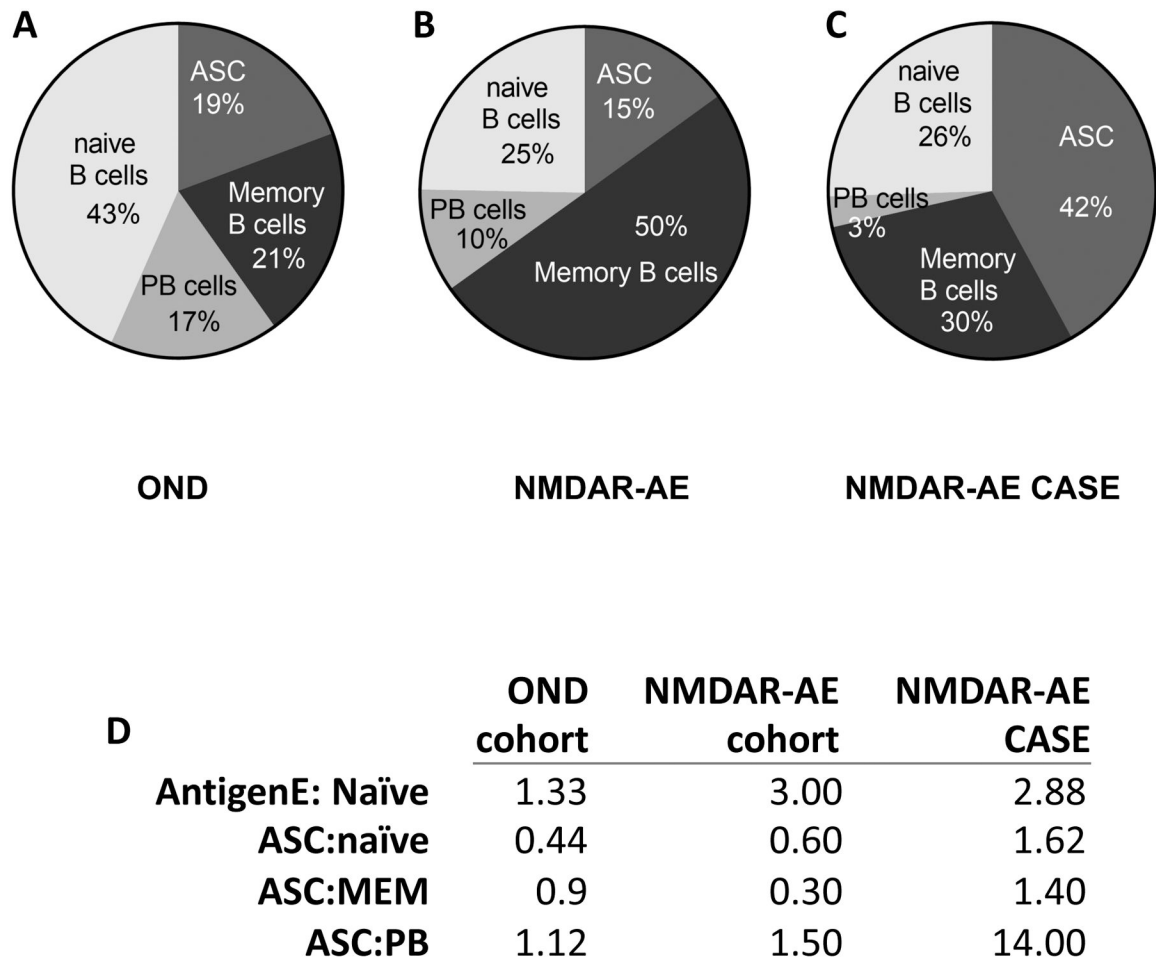 A
ASC
19%
naive
B cells
43%
Memory
B cells
21%
PB cells
17%
OND
B
ASC
15%
naive
B cells
25%
PB cells
10%
50%
Memory B cells
NMDAR-AE
C
naive
B cells
26%
ASC
42%
PB cells
3%
Memory
B cells
30%
NMDAR-AE CASE
D
OND NMDAR-AE NMDAR-AE
cohort cohort CASE
AntigenE: Naïve 1.33 3.00 2.88
ASC:naïve 0.44 0.60 1.62
ASC:MEM 0.9 0.30 1.40
ASC:PB 1.12 1.50 14.00